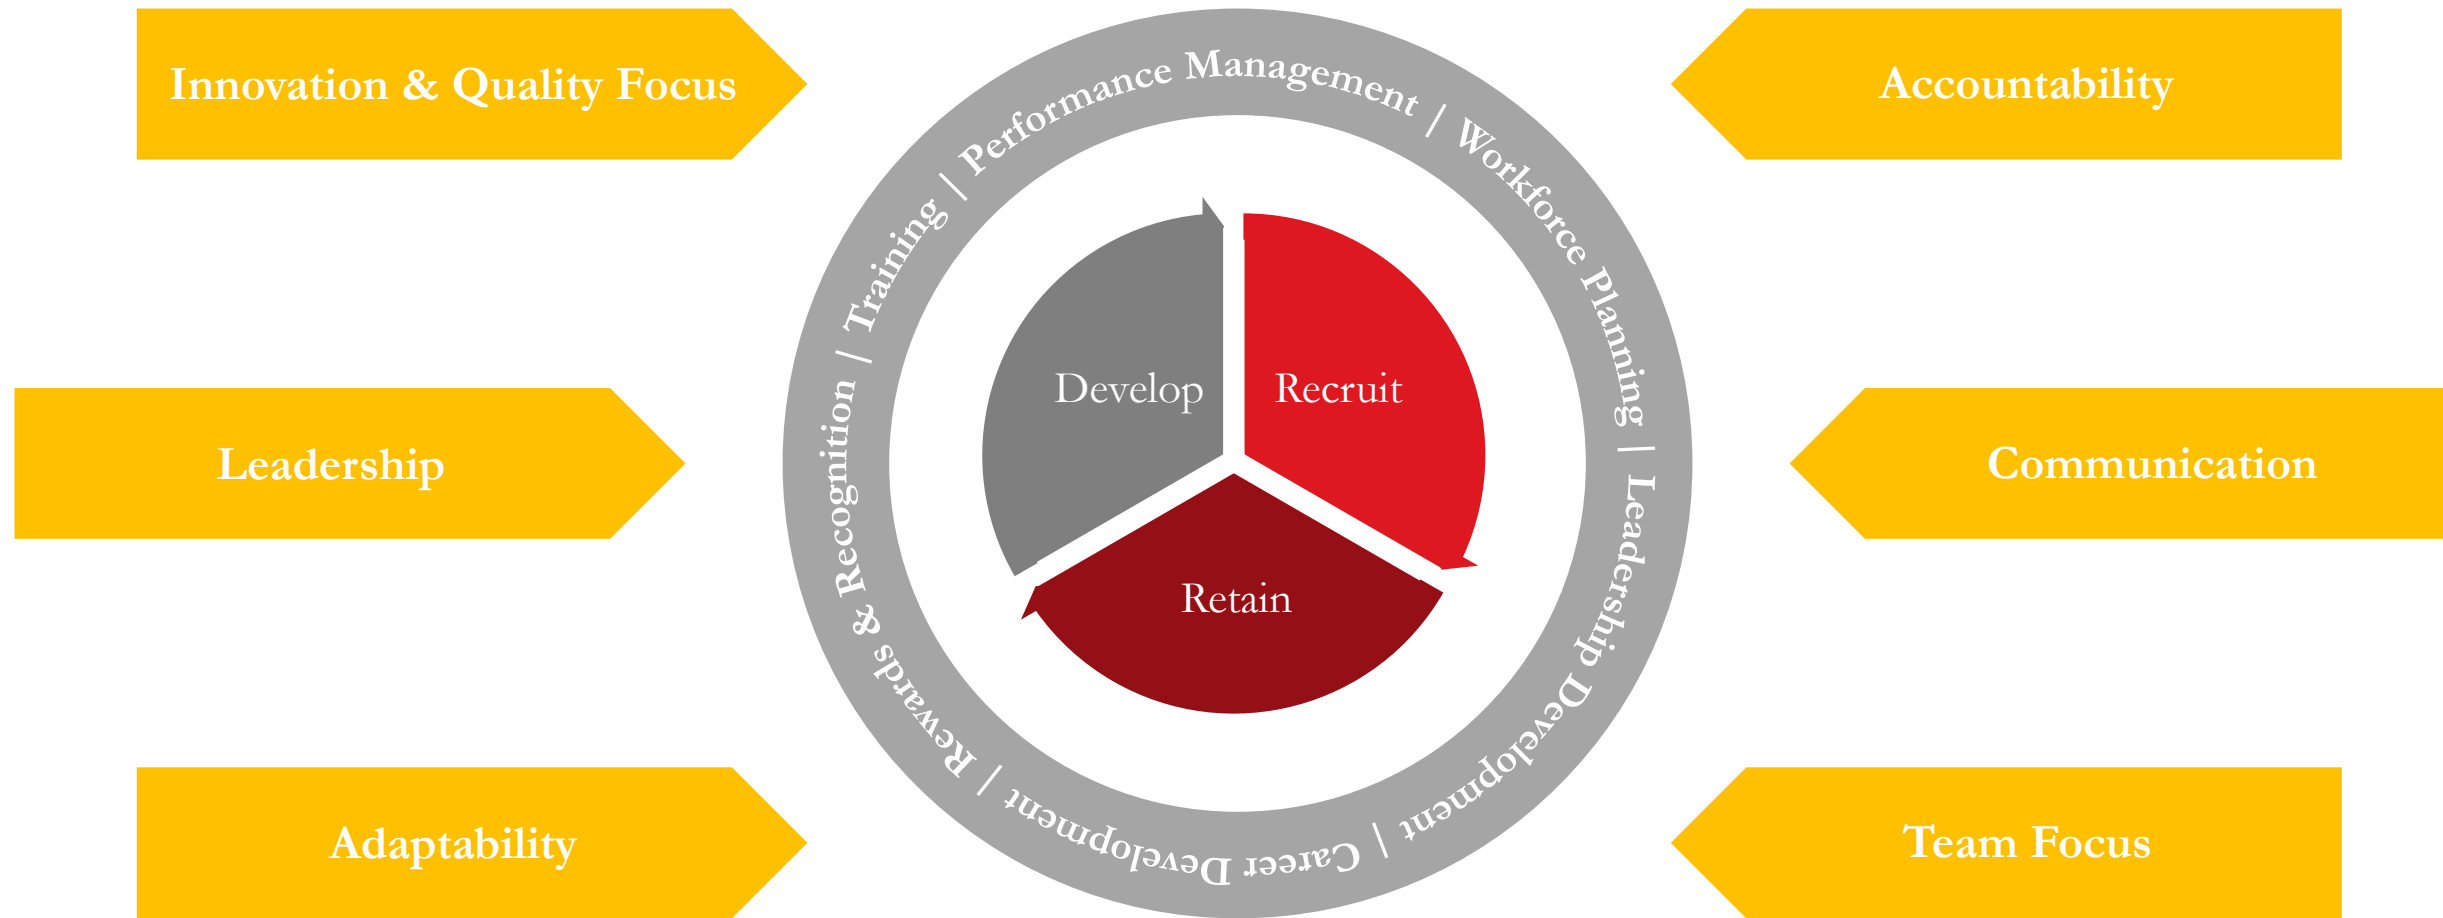 Innovation & Quality Focus
Accountability
Performance Management | Workforce Planning | Leadership Development | Career Development | Rewards & Recognition | Training |
Develop
Recruit
Leadership
Communication
Retain
Adaptability
Team Focus